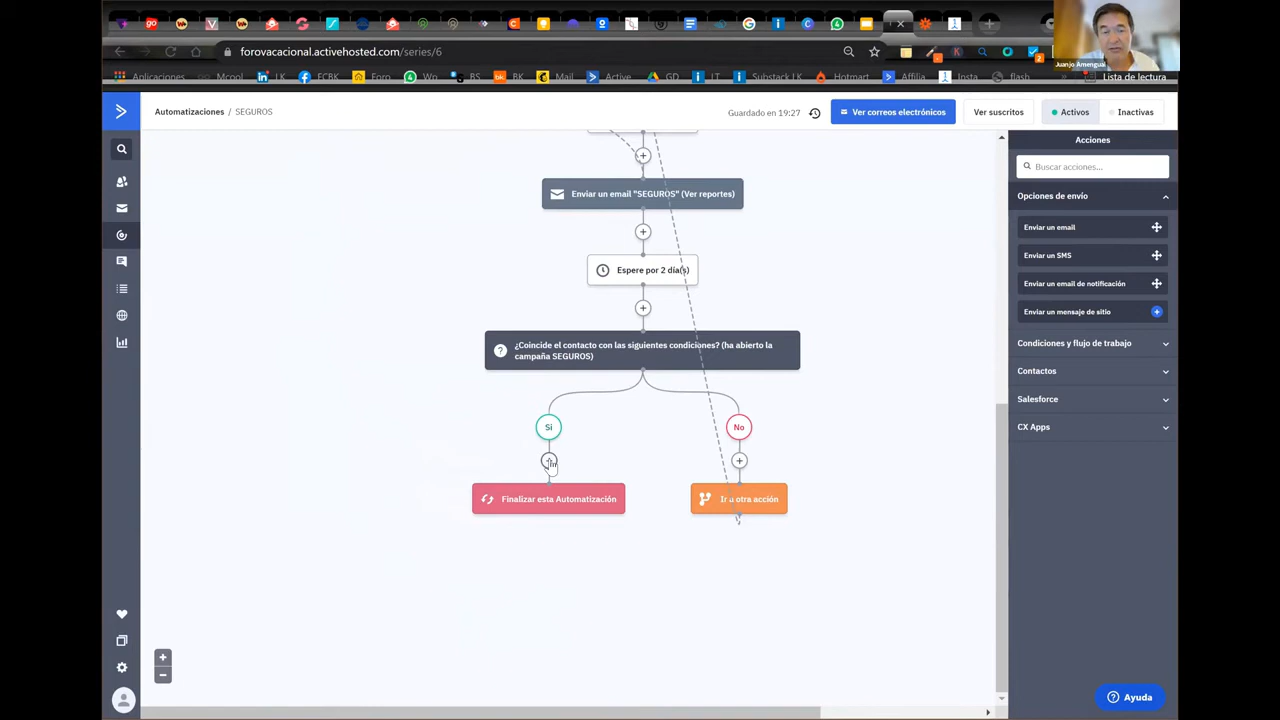 Juanjo Amengual
forovacacional.activehosted.com/series/6
Aplicaciones
Mcool
LK
FCBK
Foro
Wo
BS
BK
Mail
Active
GD
LT
Substack LK
Hotmart
Affilia
Insta
flash
Lista de lectura
Automatizaciones / SEGUROS
Guardado en 19:27
Ver correos electrónicos
Ver suscritos
Activos
Inactivas
Acciones
Buscar acciones...
Opciones de envío
Enviar un email
Enviar un SMS
Enviar un email de notificación
Enviar un mensaje de sitio
Condiciones y flujo de trabajo
Contactos
Salesforce
CX Apps
Enviar un email "SEGUROS" (Ver reportes)
Espere por 2 día(s)
¿Coincide el contacto con las siguientes condiciones? (ha abierto la
campaña SEGUROS)
Si
No
Finalizar esta Automatización
Ir a otra acción
Ayuda